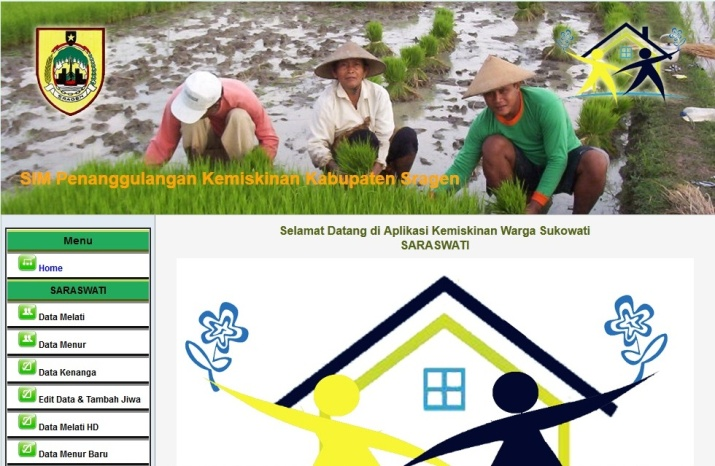 SRAGEN
SIM Penanggulangan Kemiskinan Kabupaten Sragen
Menu
Home
SARASWATI
Data Melati
Data Menur
Data Kenanga
Edit Data & Tambah Jiwa
Data Melati HD
Data Menur Baru
Selamat Datang di Aplikasi Kemiskinan Warga Sukowati
SARASWATI